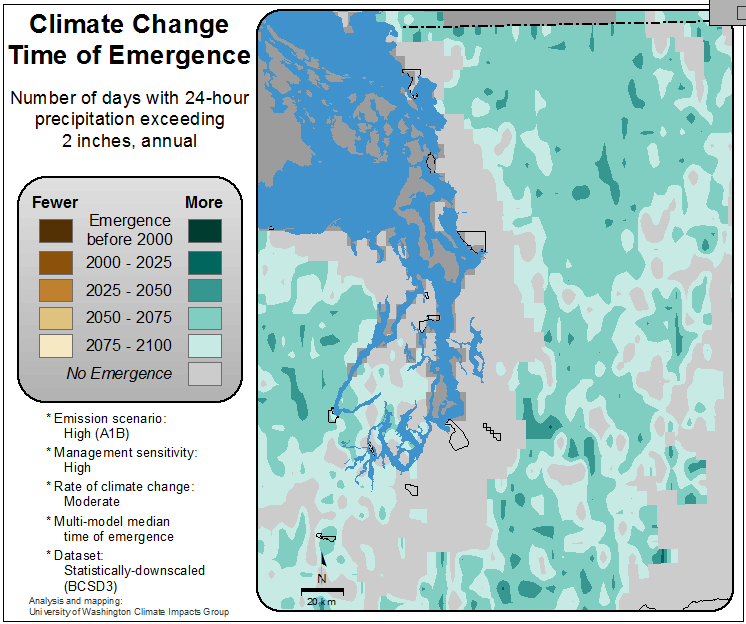 Climate Change
Time of Emergence
Number of days with 24-hour
precipitation exceeding
2 inches, annual
Fewer More
Emergence
before 2000
2000 - 2025
2025 - 2050
2050 - 2075
2075 - 2100
No Emergence
* Emission scenario:
High (A1B)
* Management sensitivity:
High
* Rate of climate change:
Moderate
* Multi-model median
time of emergence
* Dataset:
Statistically-downscaled
(BCSD3)
Analysis and mapping:
University of Washington Climate Impacts Group
N
20 km